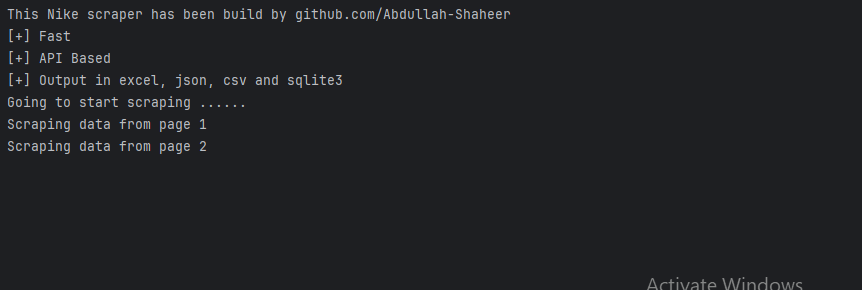 This Nike scraper has been build by github.com/Abdullah-Shaheer
[+] Fast
[+] API Based
[+] Output in excel, json, csv and sqlite3
Going to start scraping ......
Scraping data from page 1
Scraping data from page 2
Activate Windows